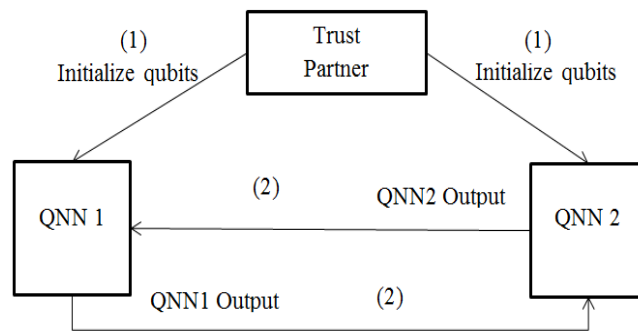 (1)
Initialize qubits
Trust
Partner
(1)
Initialize qubits
QNN 1
(2)
QNN2 Output
QNN 2
QNN1 Output
(2)